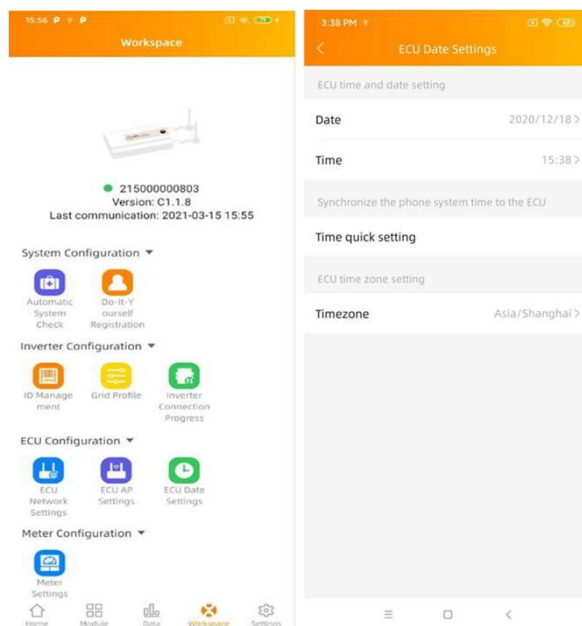 15:56
Workspace
215000000803
Version: C1.1.8
Last communication: 2021-03-15 15:55
System Configuration
Automatic
System
Check
Do-It-Y
ourself
Registration
Inverter Configuration
ID Manage
ment
Grid Profile
Inverter
Connection
Progress
ECU Configuration
ECU
Network
Settings
ECU AP
Settings
ECU Date
Settings
Meter Configuration
Meter
Settings
Home
Module
Data
Workspace
Settings
3:38 PM
ECU Date Settings
ECU time and date setting
Date 2020/12/18
Time 15:38
Synchronize the phone system time to the ECU
Time quick setting
ECU time zone setting
Timezone Asia/Shanghai